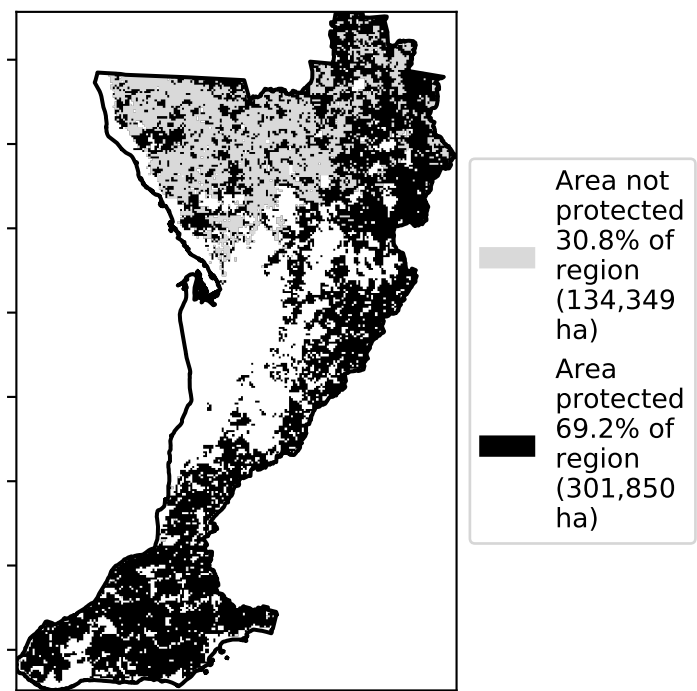 Area not
protected
30.8% of
region
(134,349
ha)
Area
protected
69.2% of
region
(301,850
ha)